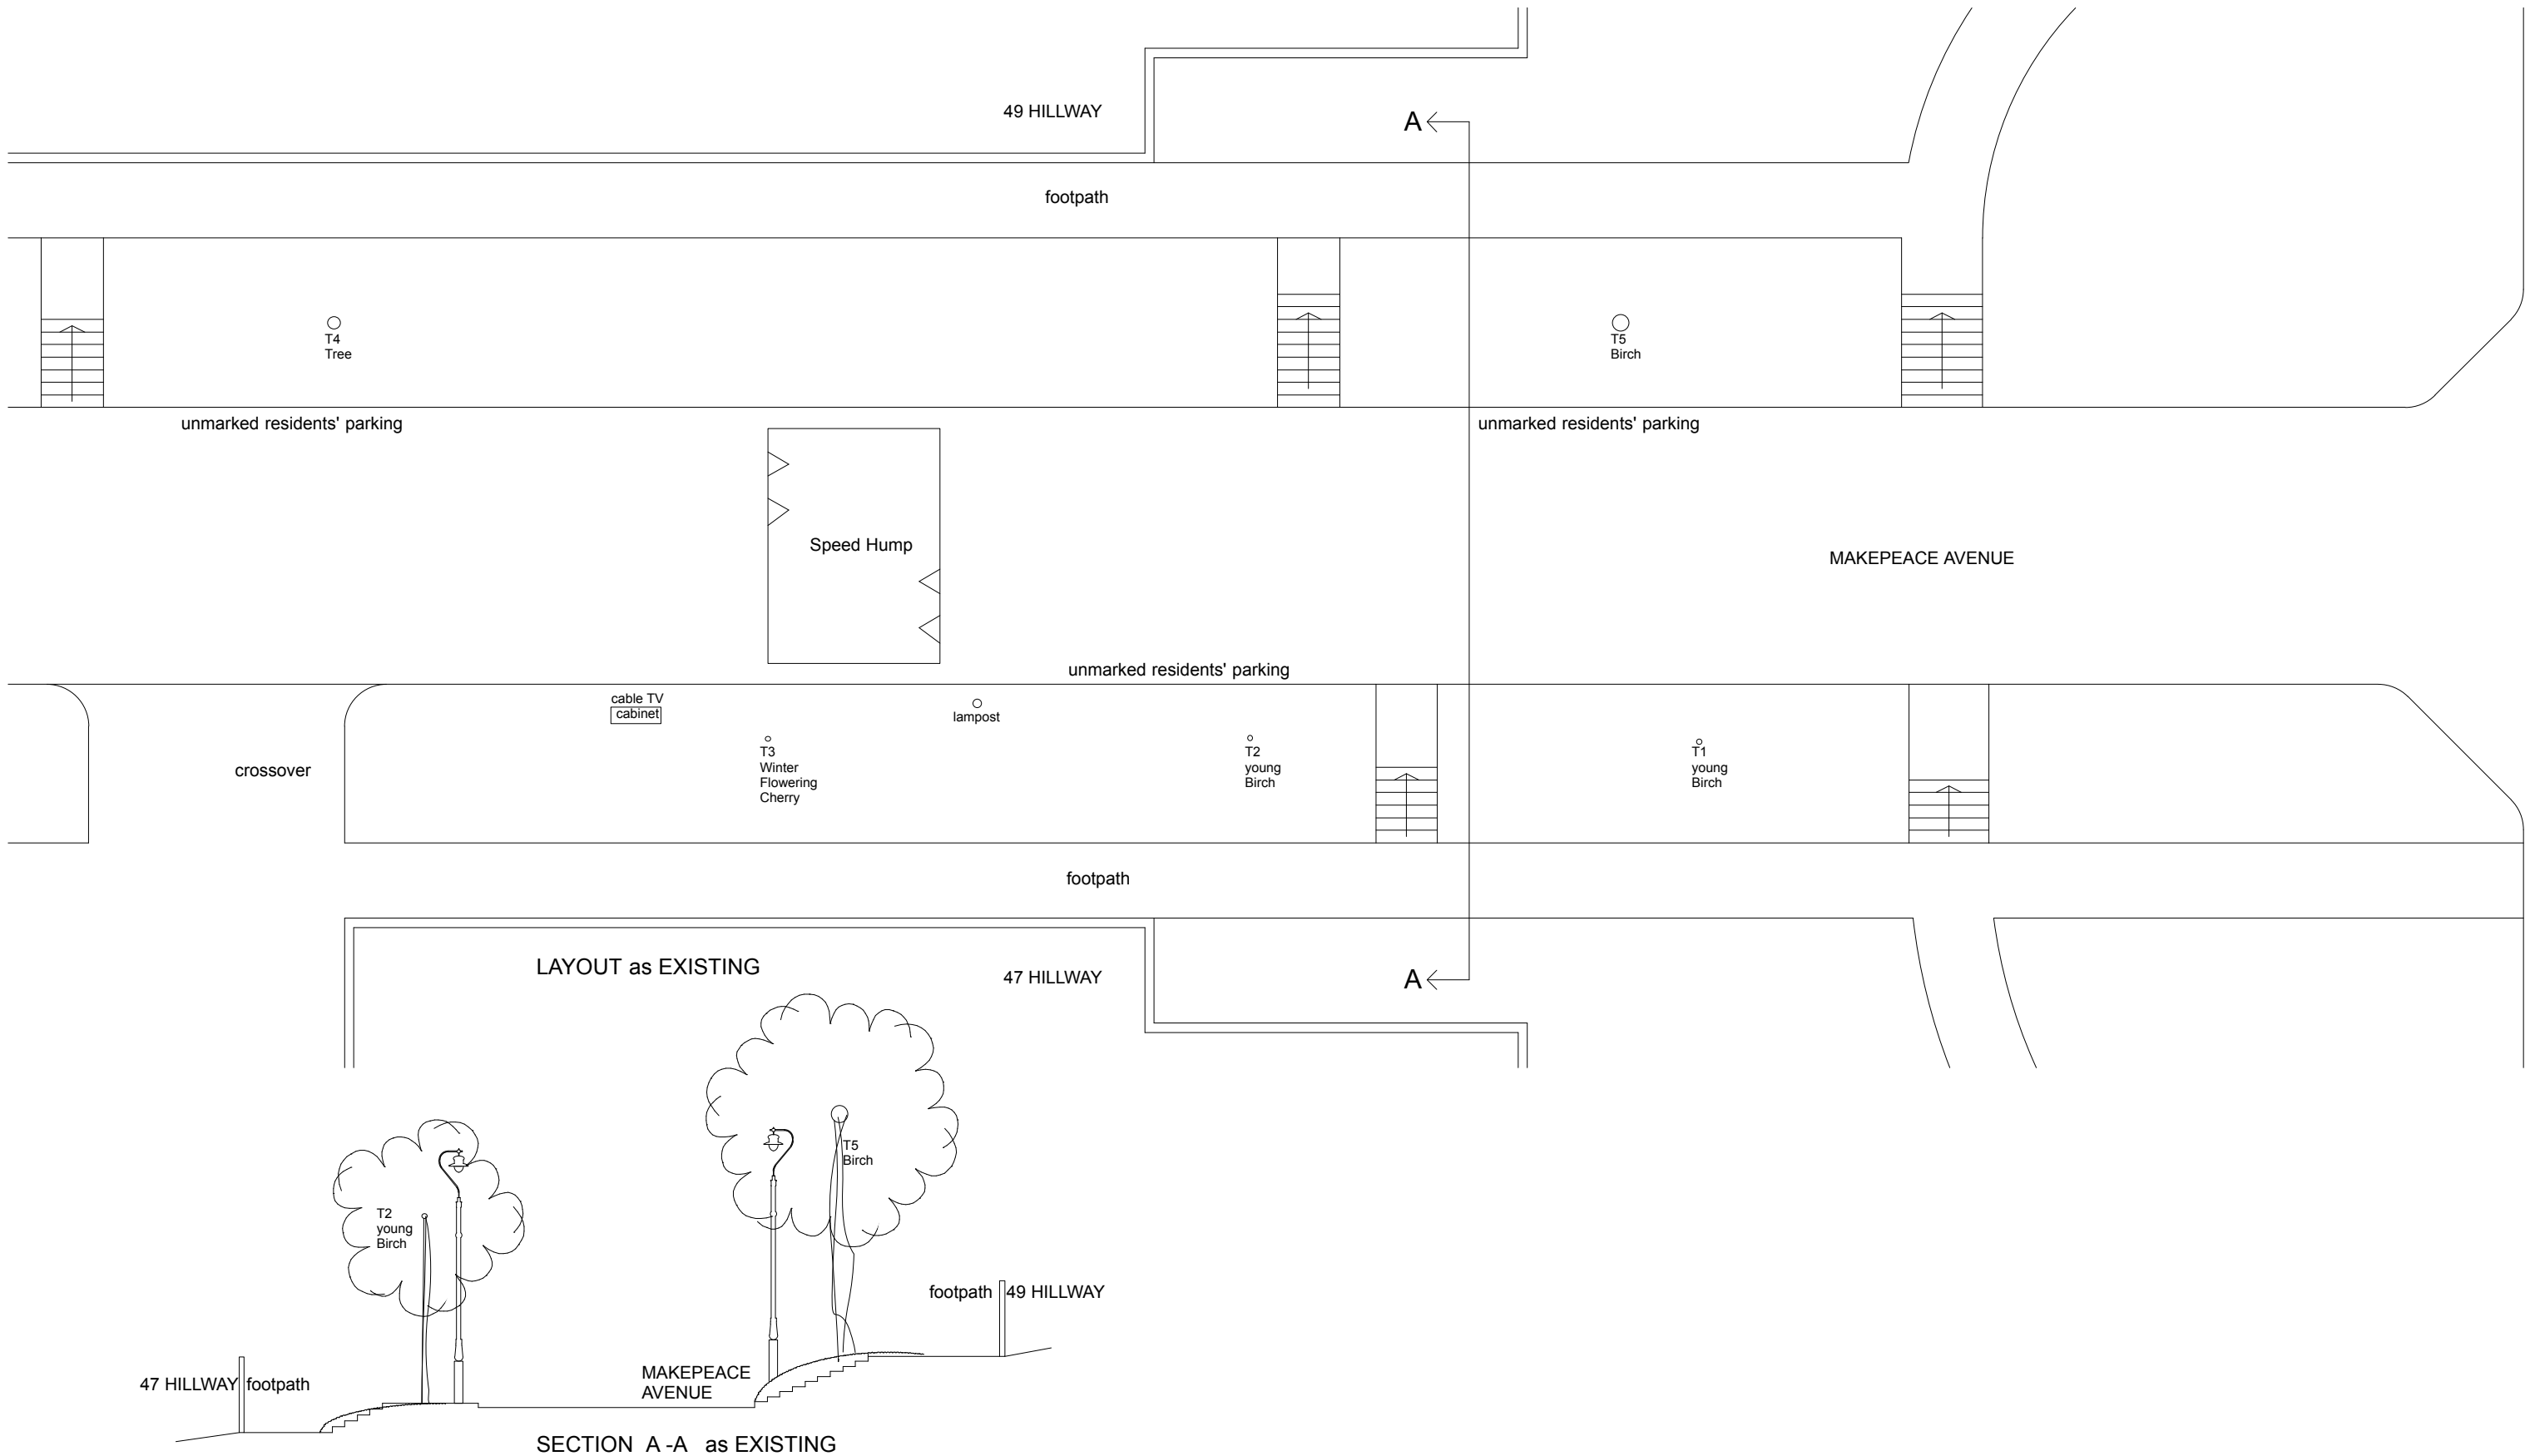 49 HILLWAY
A
footpath
T4
Tree
T5
Birch
unmarked residents' parking
unmarked residents' parking
Speed Hump
MAKEPEACE AVENUE
unmarked residents' parking
cable TV
cabinet
lampost
T3
Winter
Flowering
Cherry
T2
young
Birch
T1
young
Birch
crossover
footpath
LAYOUT as EXISTING
47 HILLWAY
A
T5
Birch
T2
young
Birch
footpath
49 HILLWAY
47 HILLWAY
footpath
MAKEPEACE
AVENUE
SECTION A -A as EXISTING